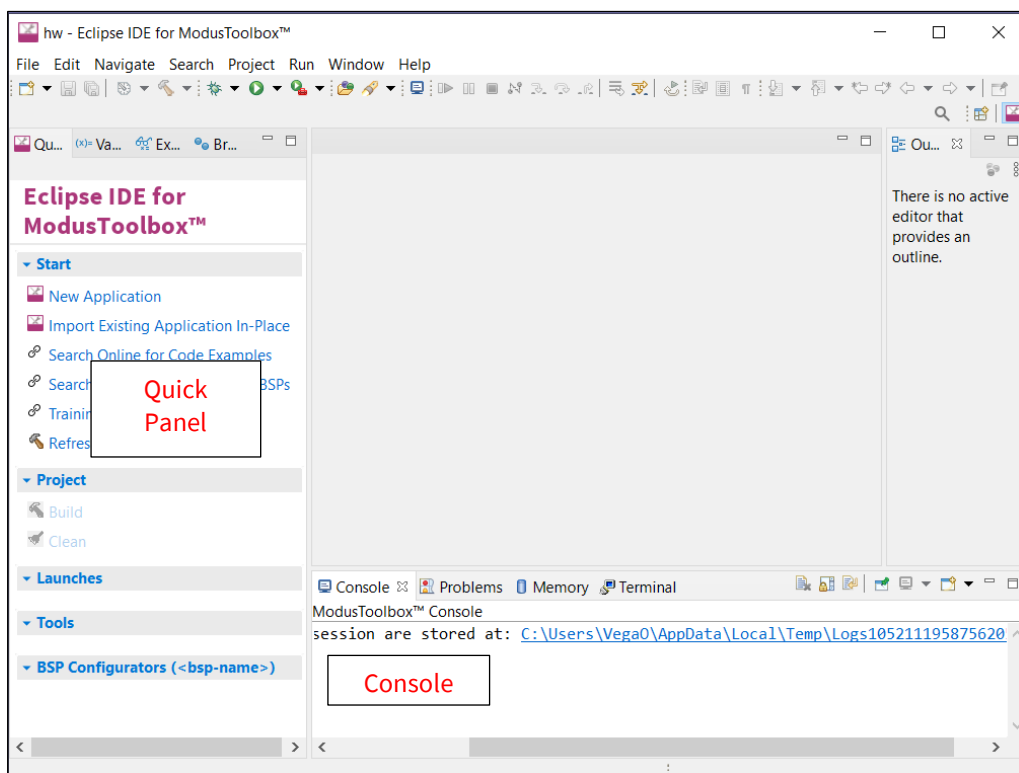 hw - Eclipse IDE for ModusToolbox™
File Edit Navigate Search Project Run Window Help
Qu... (x)= Va... Ex... Br...
Ou...
Eclipse IDE for
ModusToolbox™
There is no active
editor that
provides an
outline.
Start
New Application
Import Existing Application In-Place
Search Online for Code Examples
Search BSPs
Quick
Panel
Project
Build
Clean
Launches
Tools
BSP Configurators (<bsp-name>)
Console Problems Memory Terminal
ModusToolbox™ Console
session are stored at: C:\Users\VegaO\AppData\Local\Temp\Logs105211195875620
Console